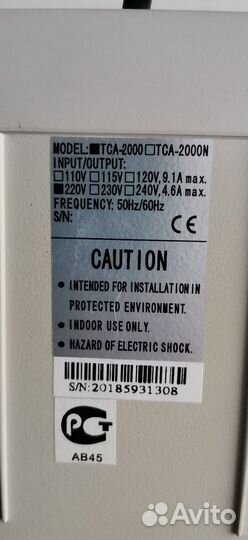 MODEL:■TCA-2000□TCA-2000N
INPUT/OUTPUT:
□110V□115V□120V,9.1A max.
■220V□230V□240V,4.6A max.
FREQUENCY: 50Hz/60Hz
S/N:
CE
CAUTION
• INTENDED FOR INSTALLATION IN
PROTECTED ENVIRONMENT.
• INDOOR USE ONLY.
• HAZARD OF ELECTRIC SHOCK.
S/N:20185931308
РСТ
АВ45
Avito